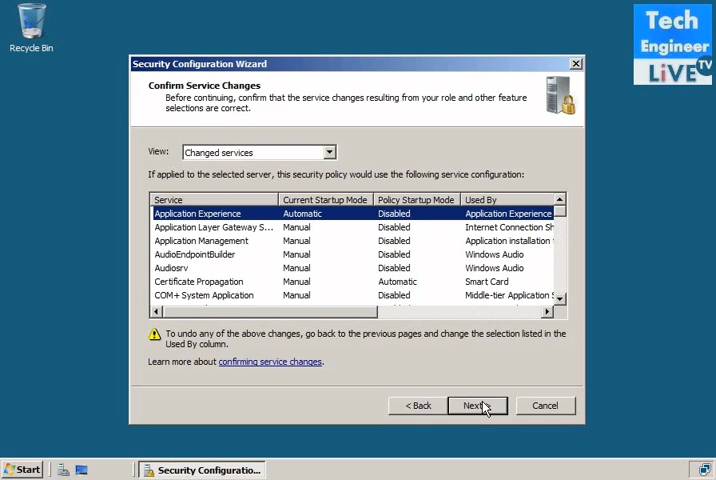 Recycle Bin
Tech
Engineer
LiVE TV
Security Configuration Wizard
Confirm Service Changes
Before continuing, confirm that the service changes resulting from your role and other feature
selections are correct.
View: Changed services
If applied to the selected server, this security policy would use the following service configuration:
Service Current Startup Mode Policy Startup Mode Used By
Application Experience Automatic Disabled Application Experience
Application Layer Gateway S... Manual Disabled Internet Connection Sh
Application Management Manual Disabled Application installation
AudioEndpointBuilder Manual Disabled Windows Audio
Audiosrv Manual Disabled Windows Audio
Certificate Propagation Manual Automatic Smart Card
COM+ System Application Manual Disabled Middle-tier Application S
To undo any of the above changes, go back to the previous pages and change the selection listed in the
Used By column.
Learn more about confirming service changes.
< Back Next Cancel
Start Security Configuratio...